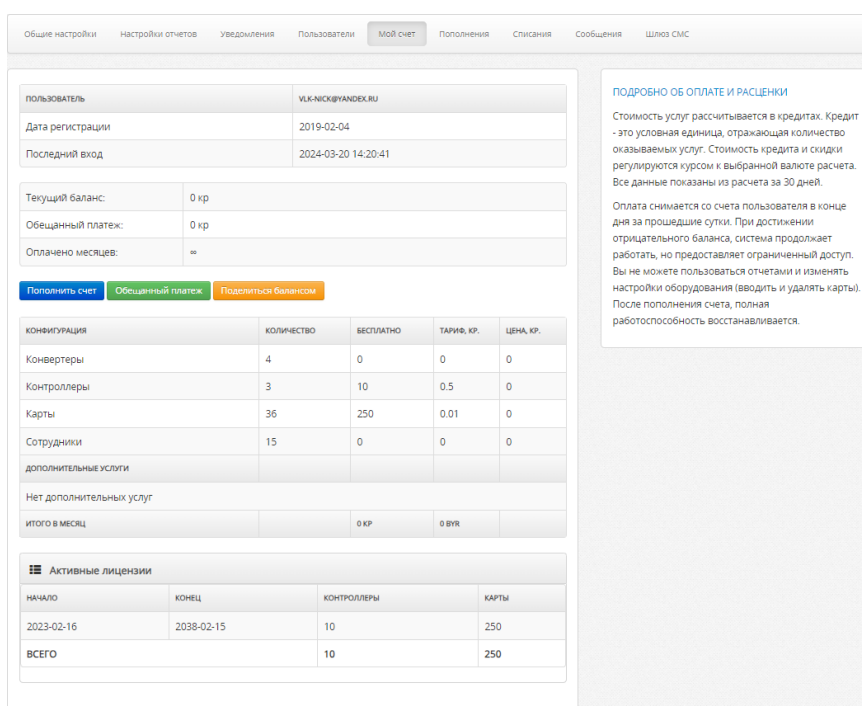 Общие настройки Настройки отчетов Уведомления Пользователи Мой счет Пополнения Списания Сообщения Шлюз СМС
ПОЛЬЗОВАТЕЛЬ VLK-NICK@YANDEX.RU
Дата регистрации 2019-02-04
Последний вход 2024-03-20 14:20:41
Текущий баланс: 0 кр
Обещанный платеж: 0 кр
Оплачено месяцев: ∞
Пополнить счет Обещанный платеж Поделиться балансом
КОНФИГУРАЦИЯ КОЛИЧЕСТВО БЕСПЛАТНО ТАРИФ, КР. ЦЕНА, КР.
Конвертеры 4 0 0 0
Контроллеры 3 10 0.5 0
Карты 36 250 0.01 0
Сотрудники 15 0 0 0
ДОПОЛНИТЕЛЬНЫЕ УСЛУГИ
Нет дополнительных услуг
ИТОГО В МЕСЯЦ 0 КР 0 BYR
Активные лицензии
НАЧАЛО КОНЕЦ КОНТРОЛЛЕРЫ КАРТЫ
2023-02-16 2038-02-15 10 250
ВСЕГО 10 250
ПОДРОБНО ОБ ОПЛАТЕ И РАСЦЕНКИ
Стоимость услуг рассчитывается в кредитах. Кредит
- это условная единица, отражающая количество
оказываемых услуг. Стоимость кредита и скидки
регулируются курсом к выбранной валюте расчета.
Все данные показаны из расчета за 30 дней.
Оплата снимается со счета пользователя в конце
дня за прошедшие сутки. При достижении
отрицательного баланса, система продолжает
работать, но предоставляет ограниченный доступ.
Вы не можете пользоваться отчетами и изменять
настройки оборудования (вводить и удалять карты).
После пополнения счета, полная
работоспособность восстанавливается.